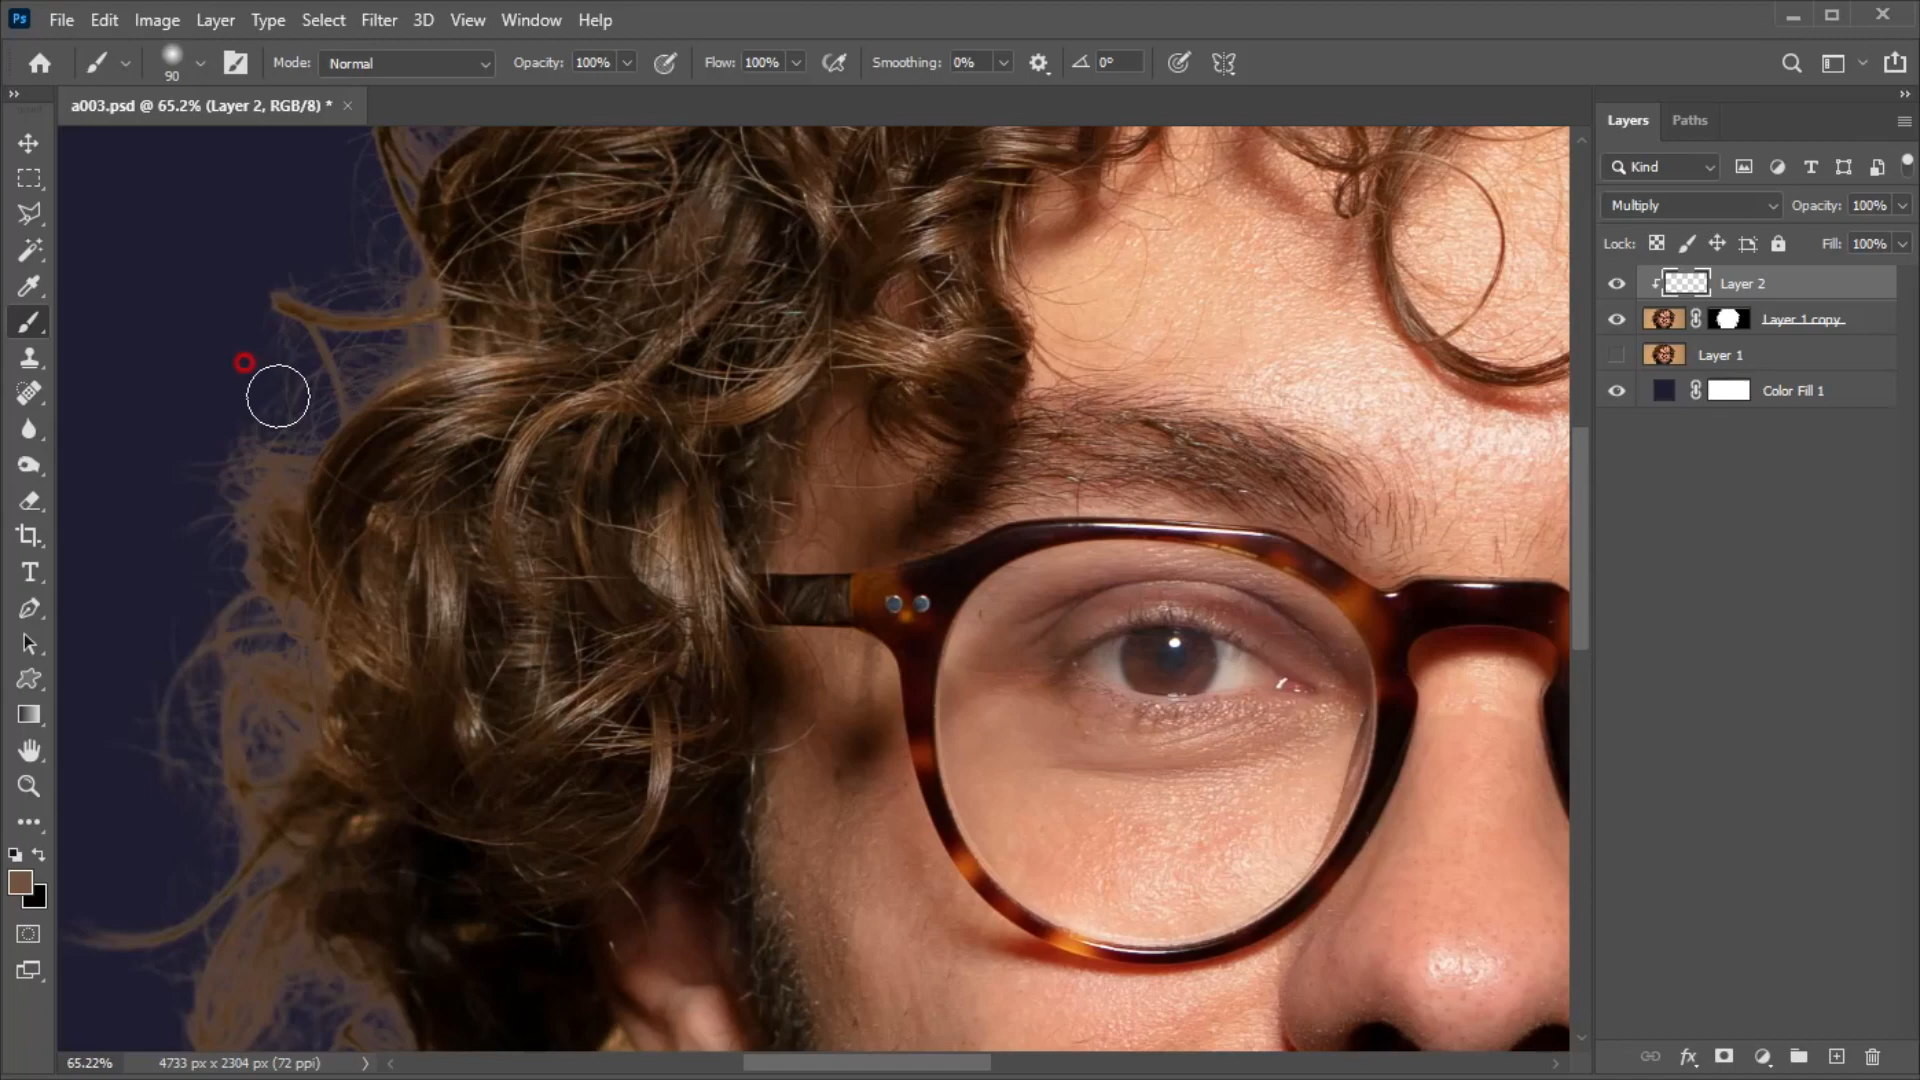 Ps File Edit Image Layer Type Select Filter 3D View Window Help
90 Mode: Normal Opacity: 100% Flow: 100% Smoothing: 0% 0°
a003.psd @ 65.2% (Layer 2, RGB/8) *
Layers Paths
Kind
Multiply Opacity: 100%
Lock: Fill: 100%
Layer 2
Layer 1 copy
Layer 1
Color Fill 1
65.22% 4733 px x 2304 px (72 ppi)
fx